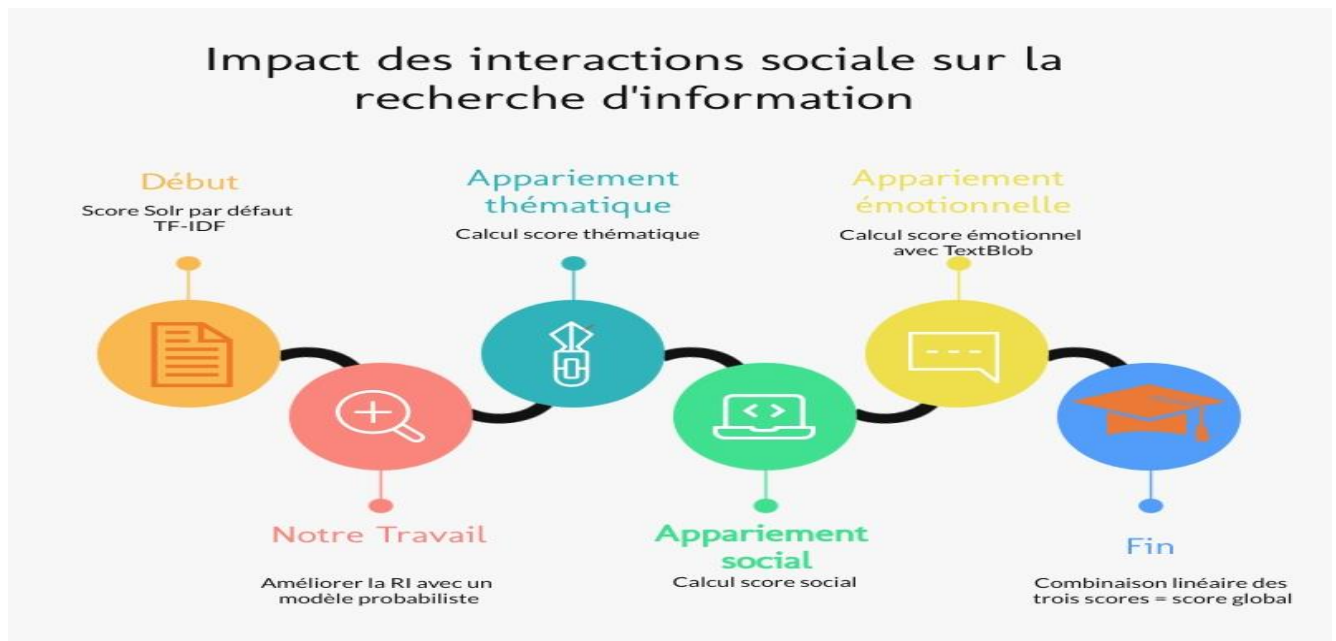 Impact des interactions sociale sur la
recherche d'information
Début
Score Solr par défaut
TF-IDF
Notre Travail
Améliorer la RI avec un
modèle probabiliste
Appariement
thématique
Calcul score thématique
Appariement
social
Calcul score social
Appariement
émotionnelle
Calcul score émotionnel
avec TextBlob
Fin
Combinaison linéaire des
trois scores = score global